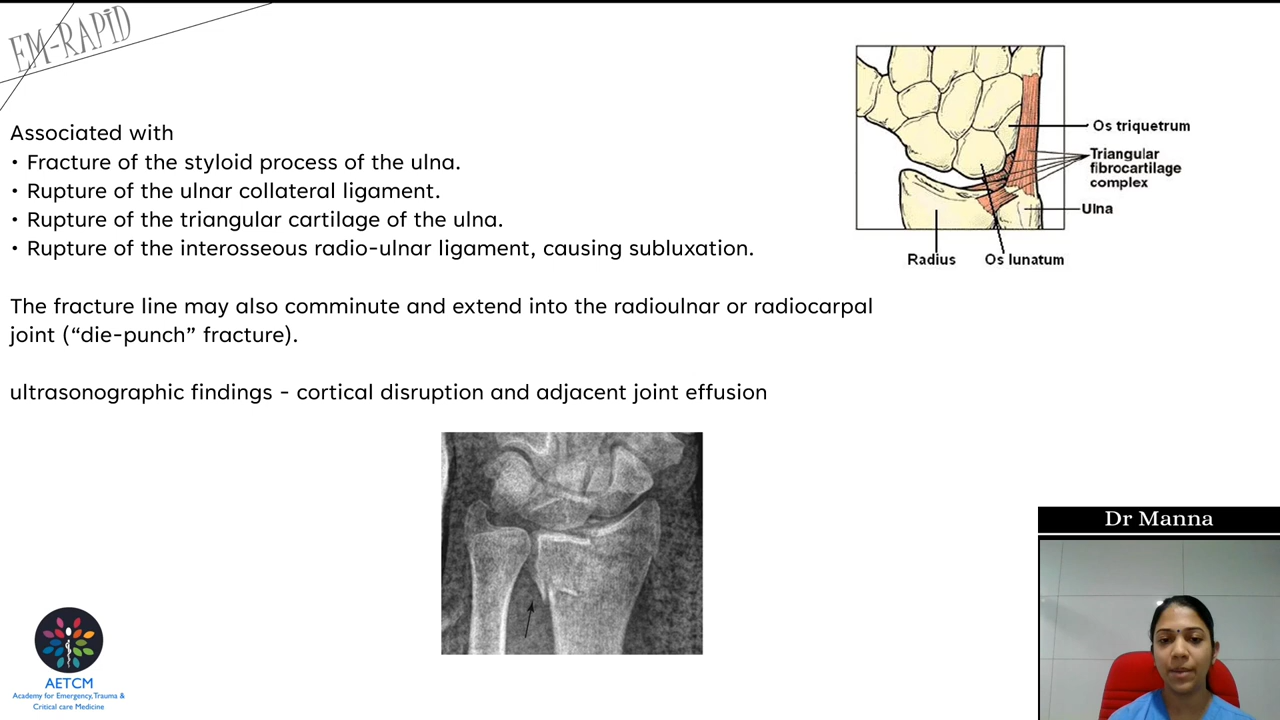 EM-RAPiD
Associated with
• Fracture of the styloid process of the ulna.
• Rupture of the ulnar collateral ligament.
• Rupture of the triangular cartilage of the ulna.
• Rupture of the interosseous radio-ulnar ligament, causing subluxation.
The fracture line may also comminute and extend into the radioulnar or radiocarpal
joint (“die-punch” fracture).
ultrasonographic findings - cortical disruption and adjacent joint effusion
Os triquetrum
Triangular
fibrocartilage
complex
Ulna
Radius
Os lunatum
Dr Manna
AETCM
Academy for Emergency, Trauma &
Critical care Medicine